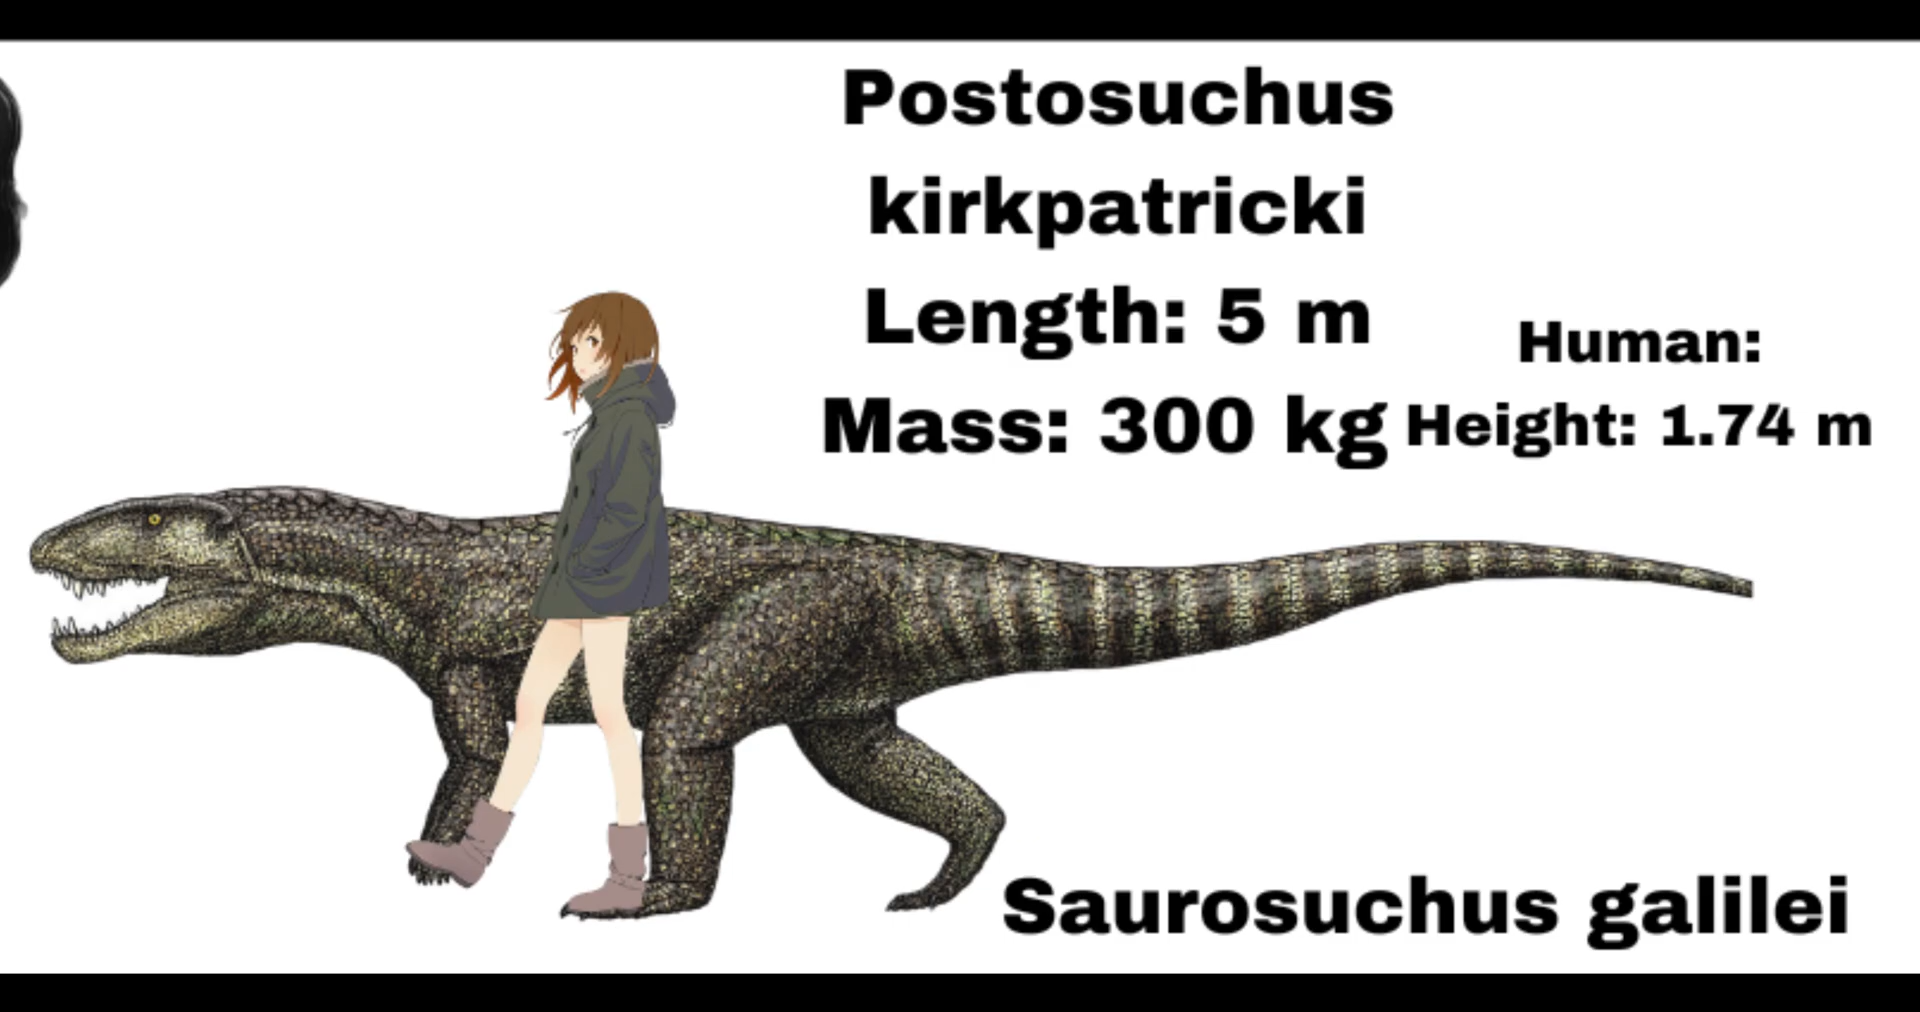 Postosuchus
kirkpatricki
Length: 5 m
Mass: 300 kg
Human:
Height: 1.74 m
Saurosuchus galilei